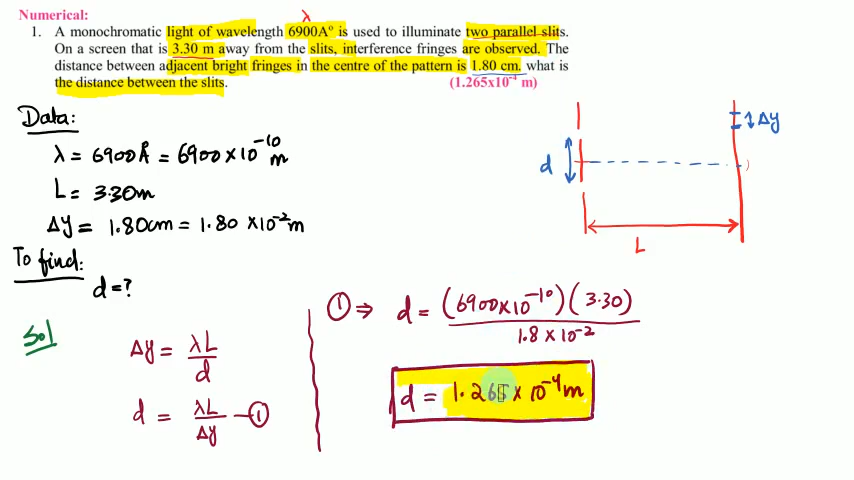 Numerical:
λ
1. A monochromatic light of wavelength 6900A° is used to illuminate two parallel slits.
On a screen that is 3.30 m away from the slits, interference fringes are observed. The
distance between adjacent bright fringes in the centre of the pattern is 1.80 cm. what is
the distance between the slits. (1.265x10⁻⁴ m)
Data:
λ = 6900Å = 6900 × 10⁻¹⁰ m
L = 3.30m
Δy = 1.80cm = 1.80 × 10⁻² m
To find:
d = ?
Sol
Δy = λL / d
d = λL / Δy — ①
① ⇒ d = (6900 × 10⁻¹⁰) (3.30) / 1.8 × 10⁻²
d = 1.265 × 10⁻⁴ m
Δy
d
L